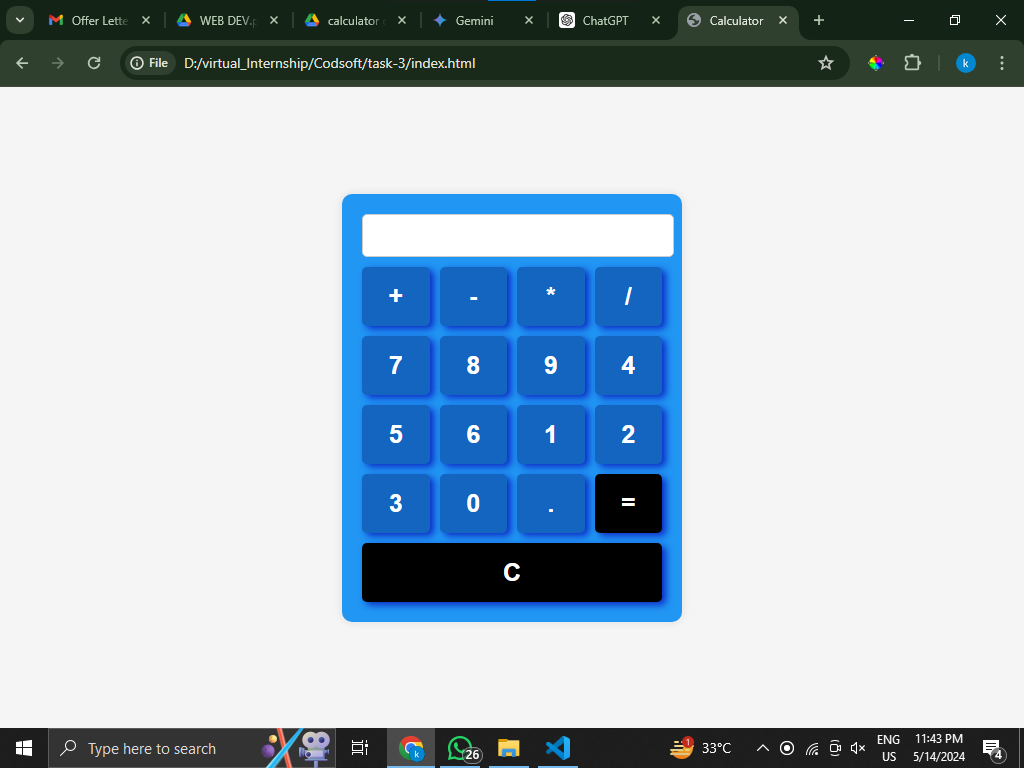 Offer Lette
WEB DEV.p
calculator
Gemini
ChatGPT
Calculator
File
D:/virtual_Internship/Codsoft/task-3/index.html
k
+ - * /
7 8 9 4
5 6 1 2
3 0 . =
C
Type here to search
k
26
1
33°C
ENG
US
11:43 PM
5/14/2024
4